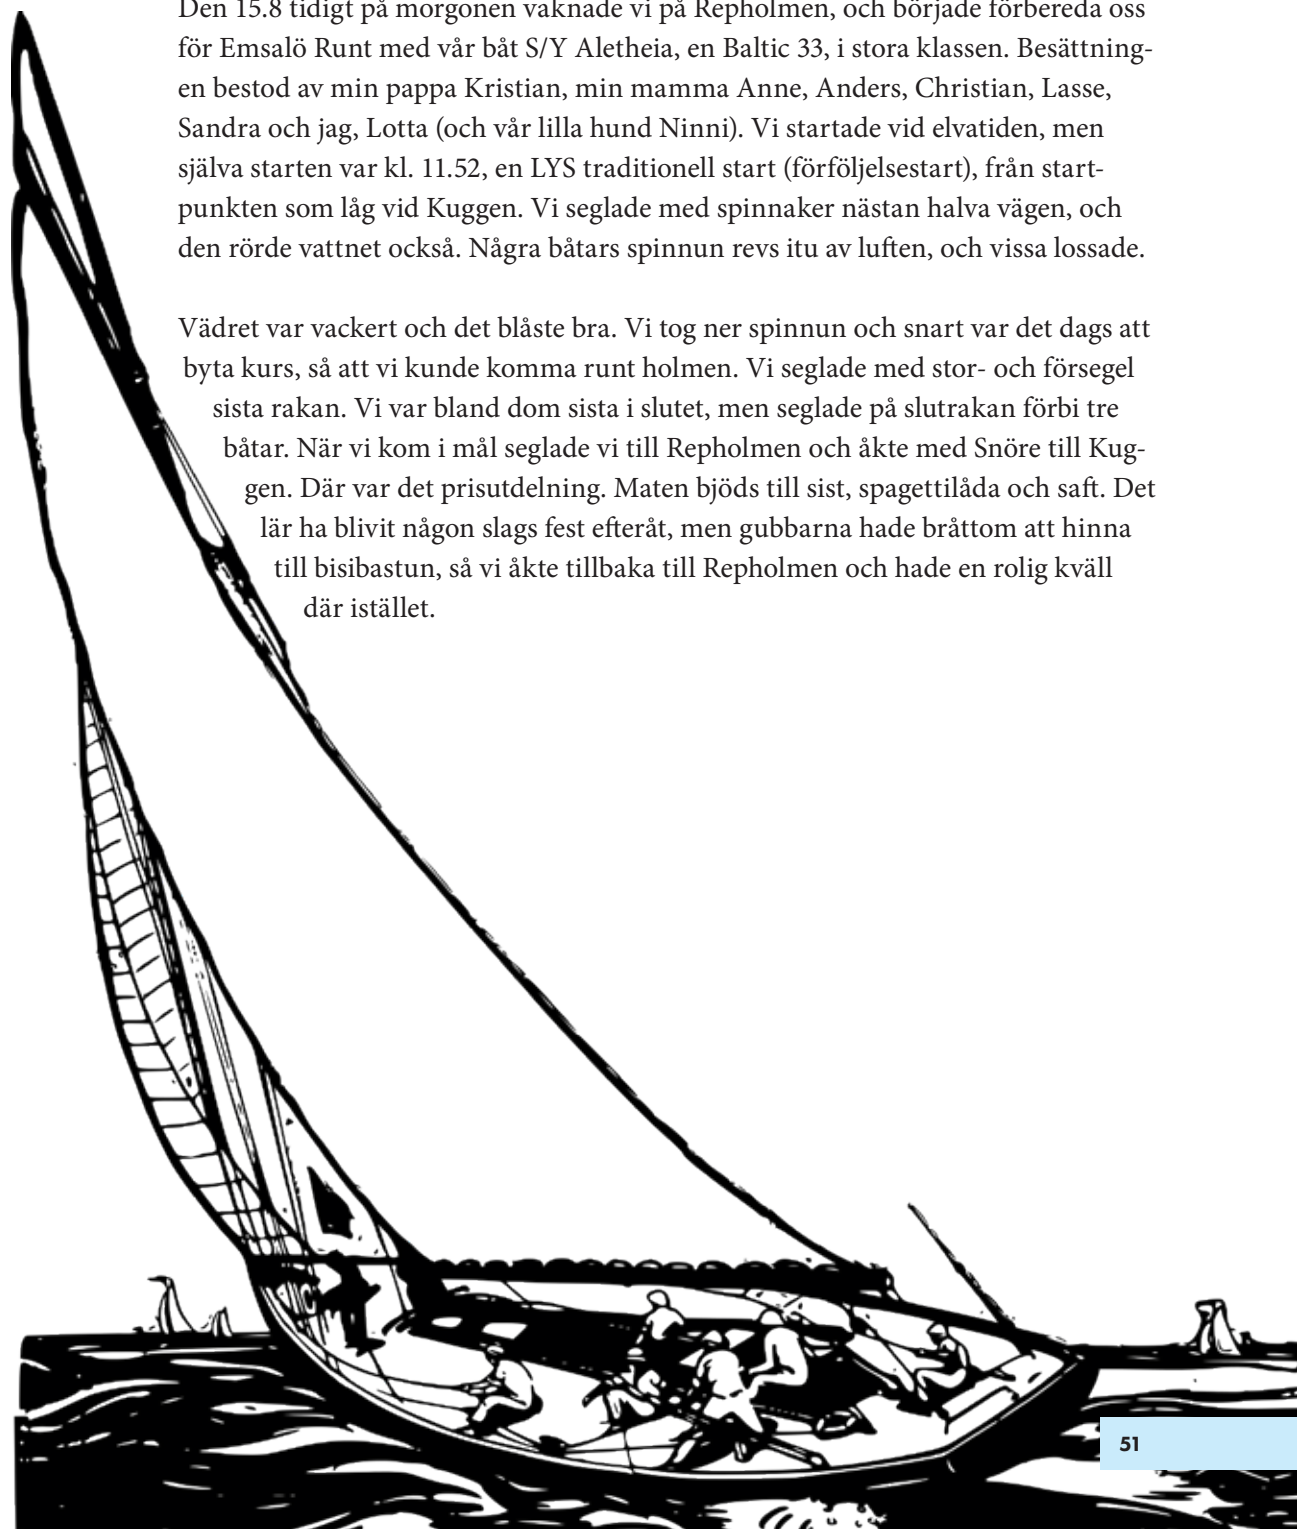 Den 15.8 tidigt på morgonen vaknade vi på Repholmen, och började förbereda oss
för Emsalö Runt med vår båt S/Y Aletheia, en Baltic 33, i stora klassen. Besättning-
en bestod av min pappa Kristian, min mamma Anne, Anders, Christian, Lasse,
Sandra och jag, Lotta (och vår lilla hund Ninni). Vi startade vid elvatiden, men
själva starten var kl. 11.52, en LYS traditionell start (förföljelsestart), från start-
punkten som låg vid Kuggen. Vi seglade med spinnaker nästan halva vägen, och
den rörde vattnet också. Några båtars spinnun revs itu av luften, och vissa lossade.
Vädret var vackert och det blåste bra. Vi tog ner spinnun och snart var det dags att
byta kurs, så att vi kunde komma runt holmen. Vi seglade med stor- och försegel
sista rakan. Vi var bland dom sista i slutet, men seglade på slutrakan förbi tre
båtar. När vi kom i mål seglade vi till Repholmen och åkte med Snöre till Kug-
gen. Där var det prisutdelning. Maten bjöds till sist, spagettilåda och saft. Det
lär ha blivit någon slags fest efteråt, men gubbarna hade bråttom att hinna
till bisibastun, så vi åkte tillbaka till Repholmen och hade en rolig kväll
där istället.
51